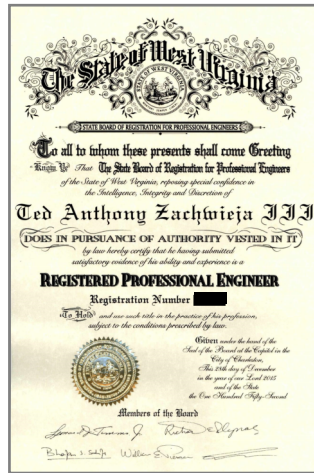 The State of West Virginia
STATE OF WEST VIRGINIA
STATE BOARD OF REGISTRATION FOR PROFESSIONAL ENGINEERS
To all to whom these presents shall come Greeting
Know Ye That The State Board of Registration for Professional Engineers
of the State of West Virginia, reposing special confidence in
the Intelligence, Integrity and Discretion of
Ted Anthony Zachwieja III
DOES IN PURSUANCE OF AUTHORITY VESTED IN IT
by law hereby certify that he having submitted
satisfactory evidence of his ability and experience is a
REGISTERED PROFESSIONAL ENGINEER
Registration Number
To Hold and use such title in the practice of his profession,
subject to the conditions prescribed by law.
Given under the hand of the
Seal of the Board at the Capitol in the
City of Charleston,
This 28th day of December
in the year of our Lord 2015
and of the State
the One Hundred Fifty-Second
Members of the Board